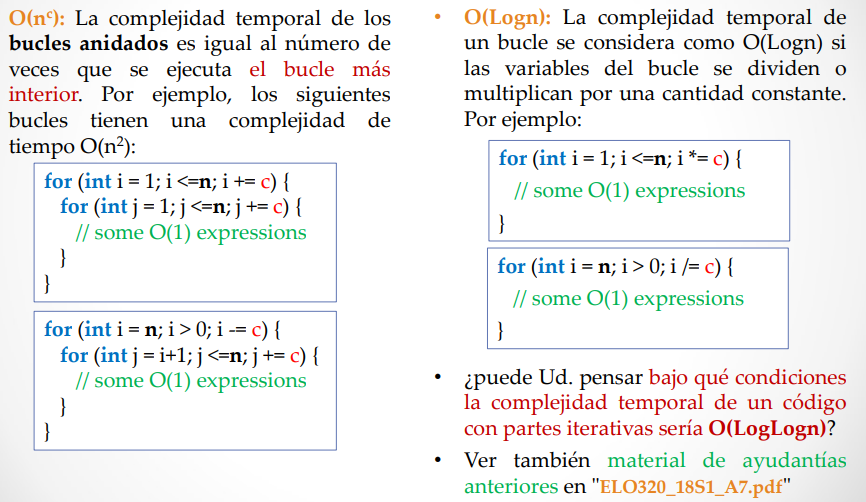 O(nᶜ): La complejidad temporal de los
bucles anidados es igual al número de
veces que se ejecuta el bucle más
interior. Por ejemplo, los siguientes
bucles tienen una complejidad de
tiempo O(n²):
for (int i = 1; i <=n; i += c) {
for (int j = 1; j <=n; j += c) {
// some O(1) expressions
}
}
for (int i = n; i > 0; i -= c) {
for (int j = i+1; j <=n; j += c) {
// some O(1) expressions
}
}
• O(Logn): La complejidad temporal de
un bucle se considera como O(Logn) si
las variables del bucle se dividen o
multiplican por una cantidad constante.
Por ejemplo:
for (int i = 1; i <=n; i *= c) {
// some O(1) expressions
}
for (int i = n; i > 0; i /= c) {
// some O(1) expressions
}
• ¿puede Ud. pensar bajo qué condiciones
la complejidad temporal de un código
con partes iterativas sería O(LogLogn)?
• Ver también material de ayudantías
anteriores en "ELO320_18S1_A7.pdf"